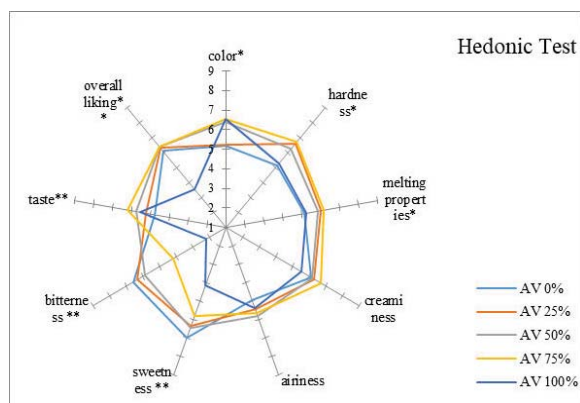 Hedonic Test
color*
9
8
7
6
5
4
3
2
1
hardne
ss*
melting
propert
ies*
creami
ness
airiness
sweetn
ess **
bitterne
ss **
taste**
overall
liking*
*
AV 0%
AV 25%
AV 50%
AV 75%
AV 100%